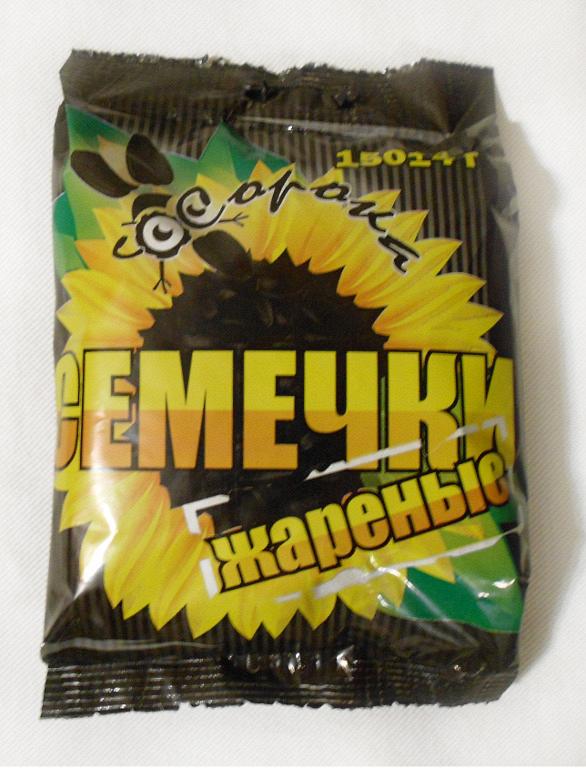 150±4 г
Сорока
СЕМЕЧКИ
жареные